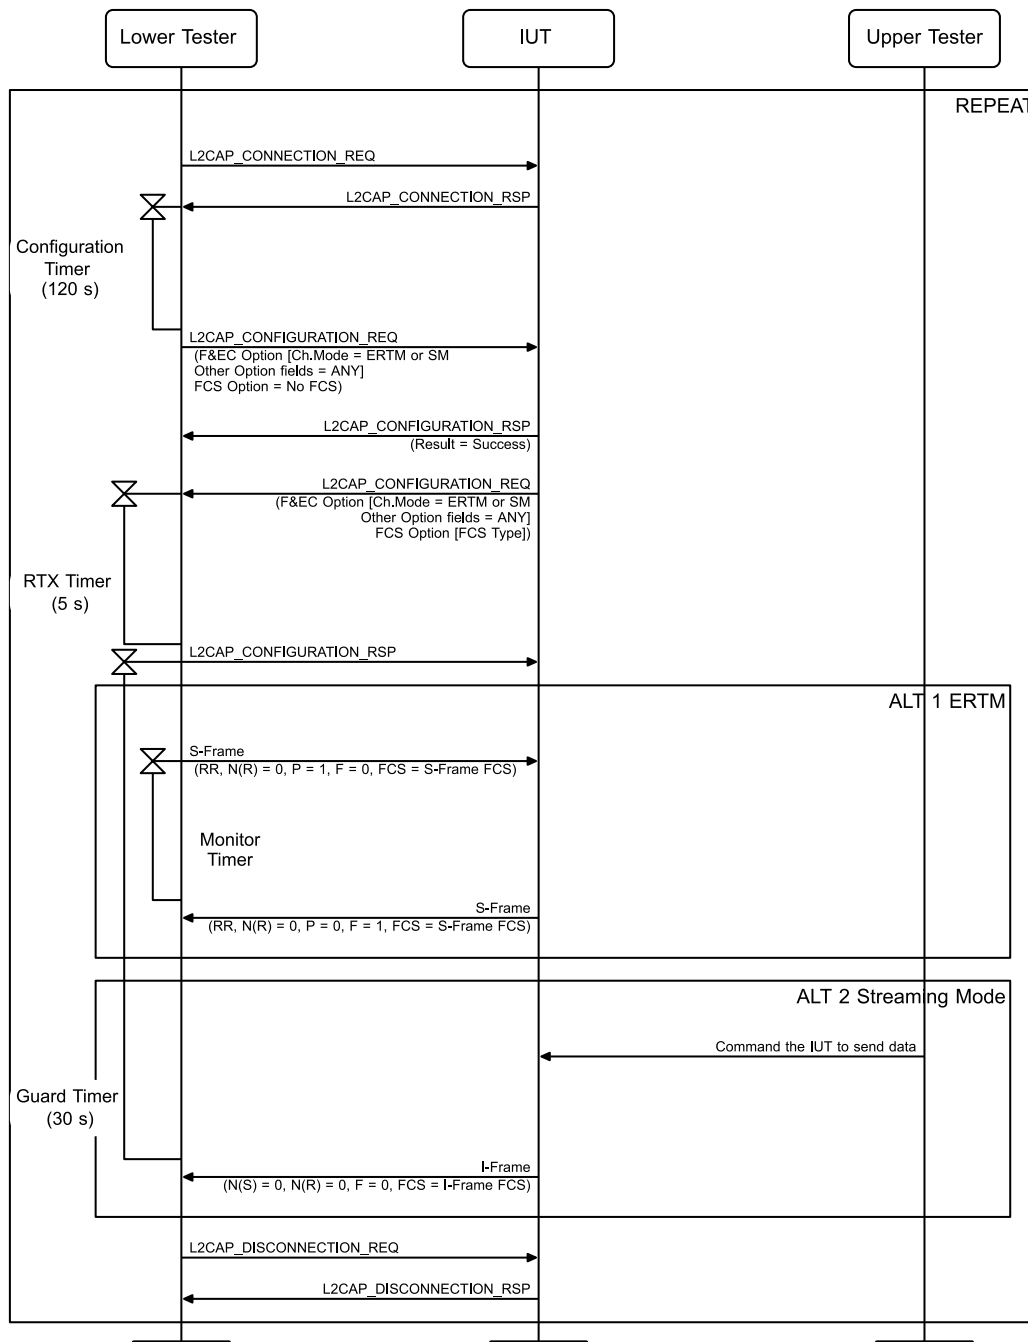 Lower Tester
IUT
Upper Tester
REPEAT
L2CAP_CONNECTION_REQ
L2CAP_CONNECTION_RSP
Configuration
Timer
(120 s)
L2CAP_CONFIGURATION_REQ
(F&EC Option [Ch.Mode = ERTM or SM
Other Option fields = ANY]
FCS Option = No FCS)
L2CAP_CONFIGURATION_RSP
(Result = Success)
L2CAP_CONFIGURATION_REQ
(F&EC Option [Ch.Mode = ERTM or SM
Other Option fields = ANY]
FCS Option [FCS Type])
RTX Timer
(5 s)
L2CAP_CONFIGURATION_RSP
ALT 1 ERTM
S-Frame
(RR, N(R) = 0, P = 1, F = 0, FCS = S-Frame FCS)
Monitor
Timer
S-Frame
(RR, N(R) = 0, P = 0, F = 1, FCS = S-Frame FCS)
ALT 2 Streaming Mode
Command the IUT to send data
Guard Timer
(30 s)
I-Frame
(N(S) = 0, N(R) = 0, F = 0, FCS = I-Frame FCS)
L2CAP_DISCONNECTION_REQ
L2CAP_DISCONNECTION_RSP